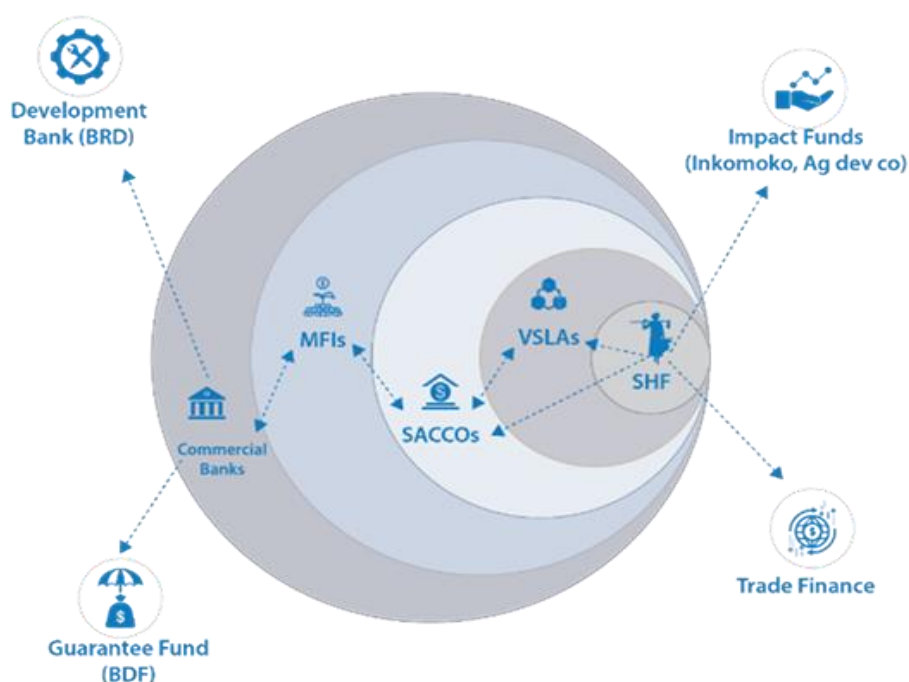 Development
Bank (BRD)
Impact Funds
(Inkomoko, Ag dev co)
MFIs
VSLAs
SHF
SACCOs
Commercial
Banks
Trade Finance
Guarantee Fund
(BDF)